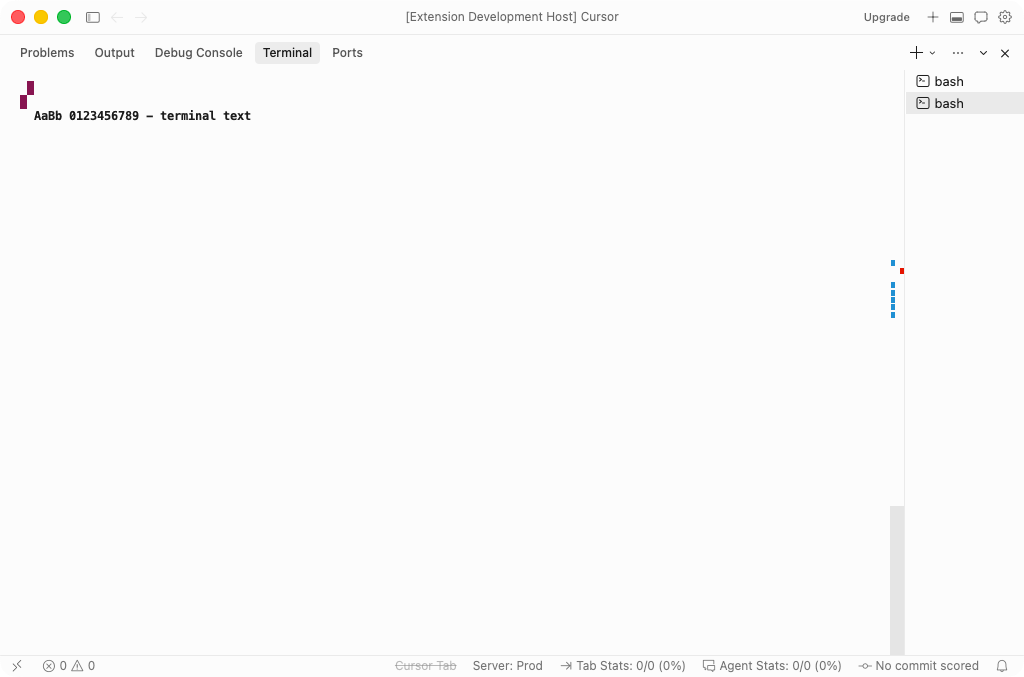 [Extension Development Host] Cursor
Upgrade
Problems Output Debug Console Terminal Ports
bash
bash
AaBb 0123456789 — terminal text
0 0 Cursor Tab Server: Prod Tab Stats: 0/0 (0%) Agent Stats: 0/0 (0%) No commit scored